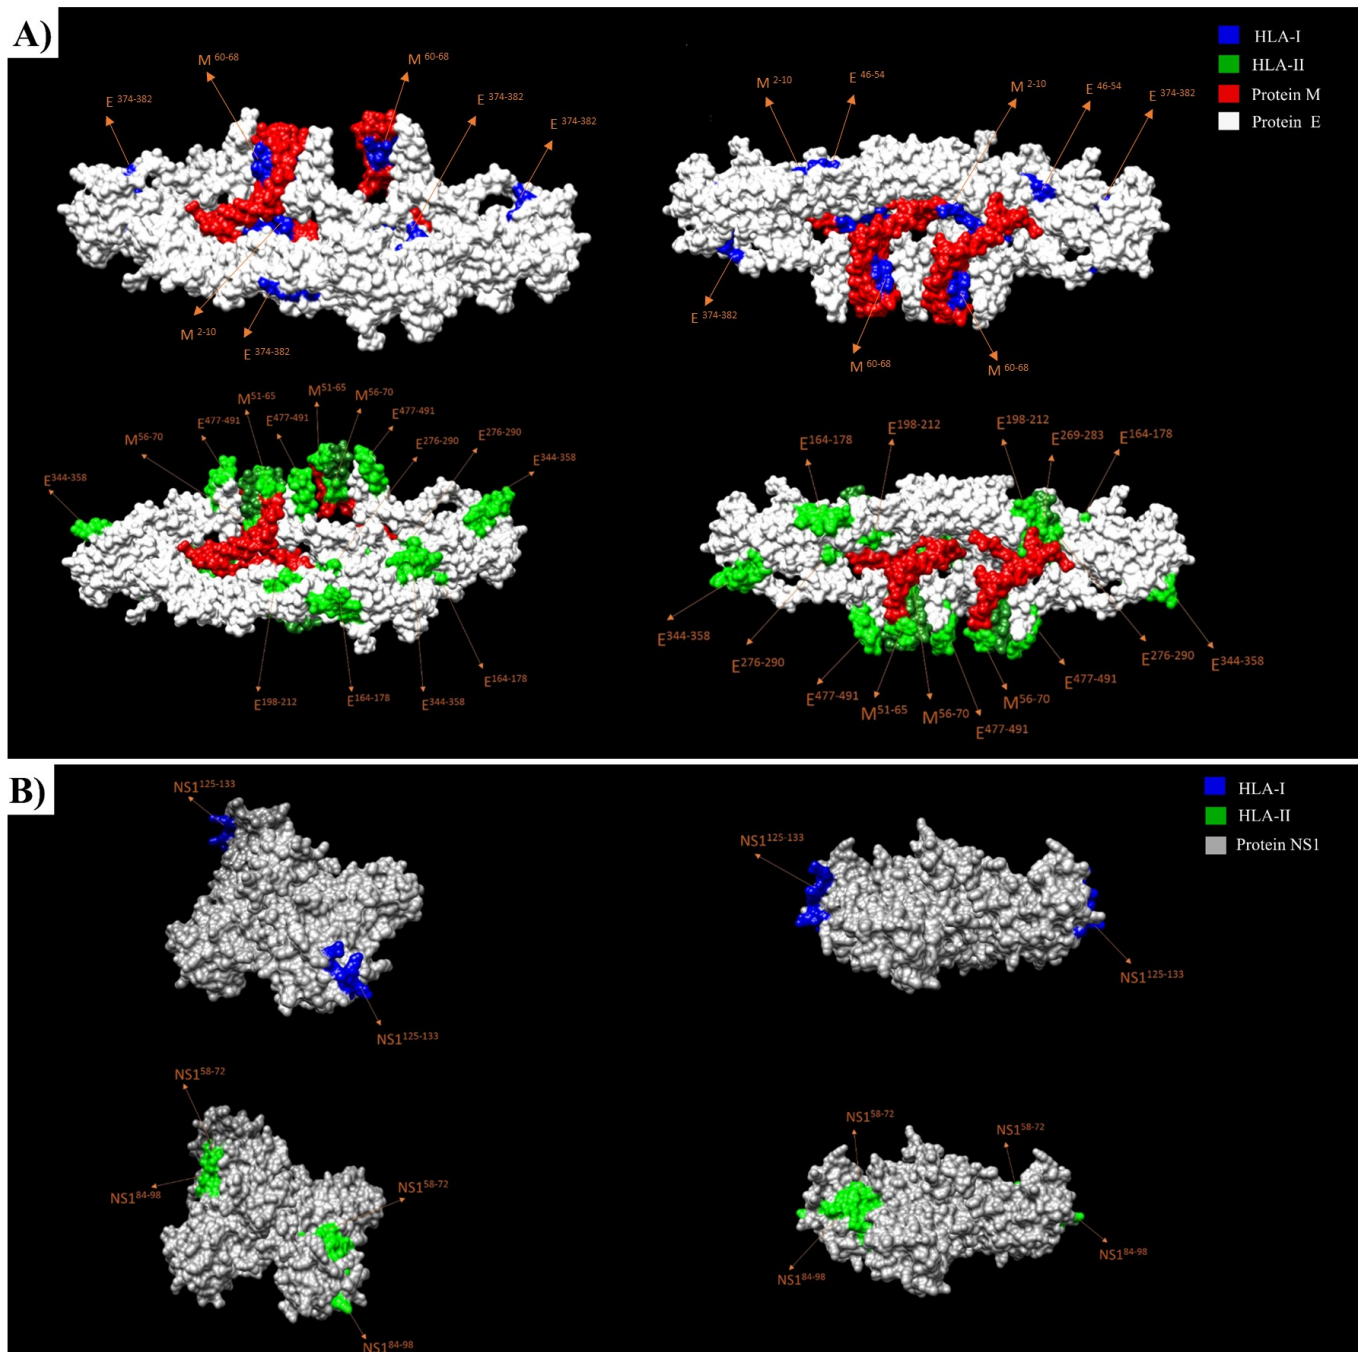 A)
HLA-I
HLA-II
Protein M
Protein E
M 60-68
M 60-68
E 374-382
E 374-382
E 374-382
M 2-10
E 374-382
M 2-10
E 46-54
M 2-10
E 46-54
E 374-382
E 374-382
M 60-68
M 60-68
M51-65
M51-65
M56-70
E477-491
E477-491
E477-491
M56-70
E276-290
E276-290
E344-358
E344-358
E198-212
E164-178
E344-358
E164-178
E164-178
E198-212
E198-212
E269-283
E164-178
E344-358
E276-290
E477-491
M51-65
M56-70
E477-491
M56-70
E477-491
E276-290
E344-358
B)
HLA-I
HLA-II
Protein NS1
NS1125-133
NS1125-133
NS1125-133
NS1125-133
NS158-72
NS184-98
NS158-72
NS184-98
NS158-72
NS158-72
NS184-98
NS184-98